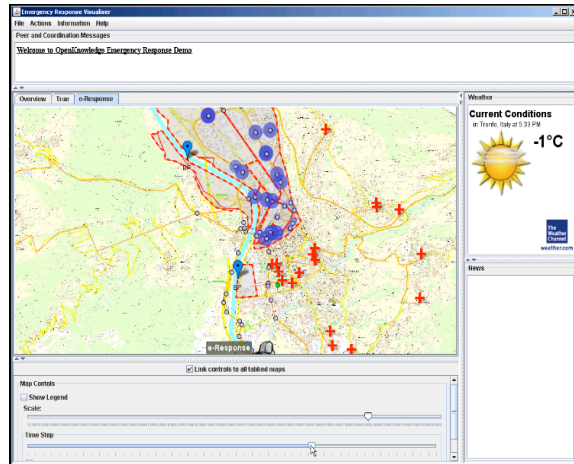 Emergency Response Visualiser
File Actions Information Help
Peer and Coordination Messages
Welcome to OpenKnowledge Emergency Response Demo
Overview True e-Response
Weather
Current Conditions
in Trento, Italy at 5:33 PM
-1°C
The
Weather
Channel
weather.com
News
e-Response
Link controls to all tabbed maps
Map Controls
Show Legend
Scale:
Time Step